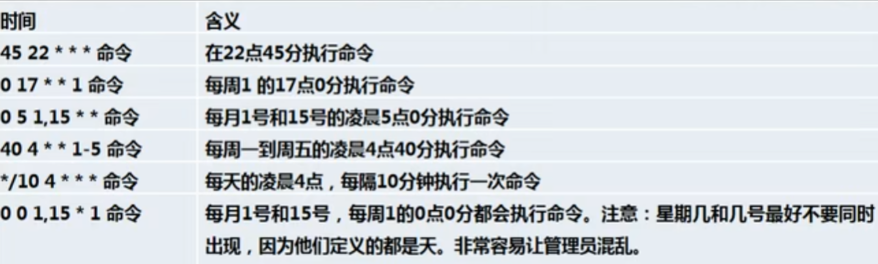 时间 含义
45 22 * * * 命令 在22点45分执行命令
0 17 * * 1 命令 每周1 的17点0分执行命令
0 5 1,15 * * 命令 每月1号和15号的凌晨5点0分执行命令
40 4 * * 1-5 命令 每周一到周五的凌晨4点40分执行命令
*/10 4 * * * 命令 每天的凌晨4点，每隔10分钟执行一次命令
0 0 1,15 * 1 命令 每月1号和15号，每周1的0点0分都会执行命令。注意：星期几和几号最好不要同时
出现，因为他们定义的都是天。非常容易让管理员混乱。